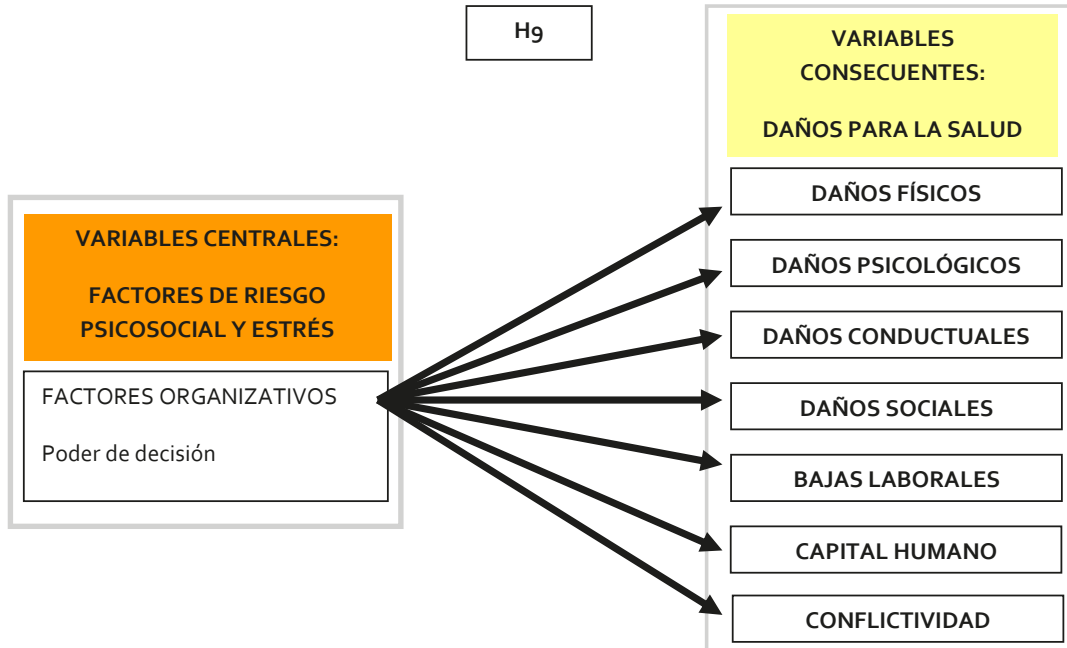 H9
VARIABLES
CONSECUENTES:
DAÑOS PARA LA SALUD
VARIABLES CENTRALES:
FACTORES DE RIESGO
PSICOSOCIAL Y ESTRÉS
FACTORES ORGANIZATIVOS
Poder de decisión
DAÑOS FÍSICOS
DAÑOS PSICOLÓGICOS
DAÑOS CONDUCTUALES
DAÑOS SOCIALES
BAJAS LABORALES
CAPITAL HUMANO
CONFLICTIVIDAD